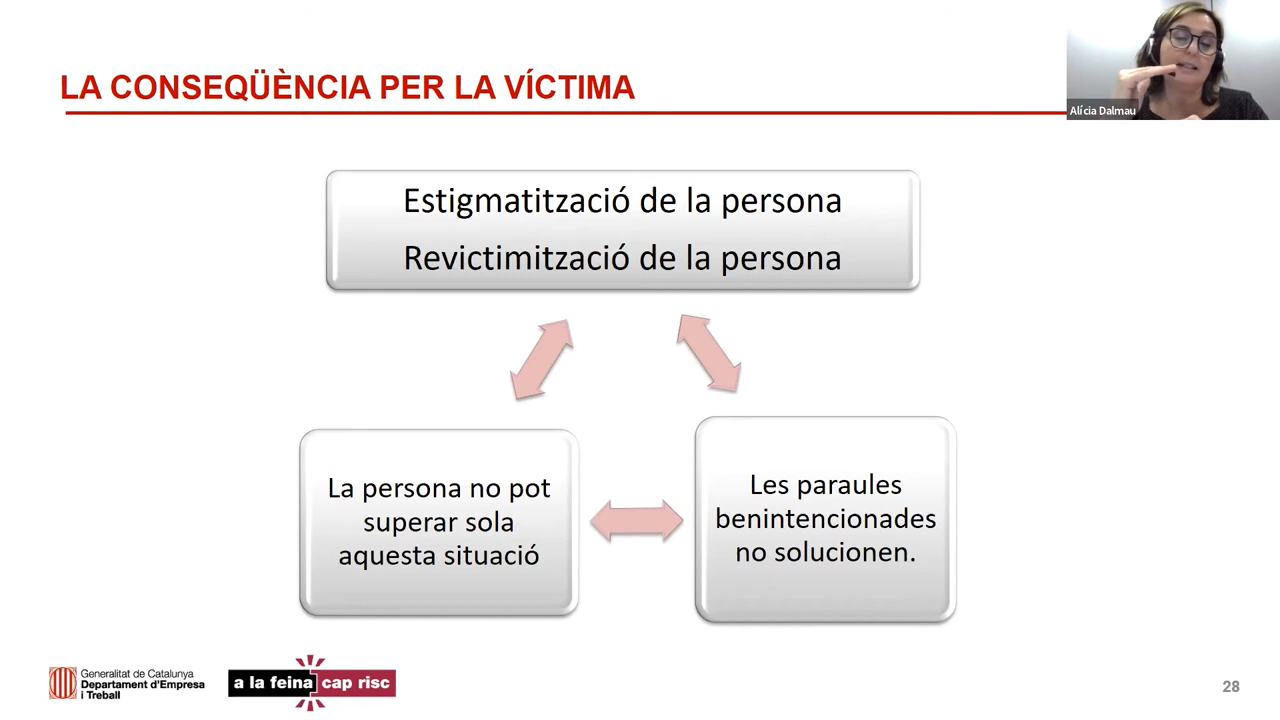 LA CONSEQÜÈNCIA PER LA VÍCTIMA
Alícia Dalmau
Estigmatització de la persona
Revictimització de la persona
La persona no pot
superar sola
aquesta situació
Les paraules
benintencionades
no solucionen.
Generalitat de Catalunya
Departament d'Empresa
i Treball
a la feina cap risc
28